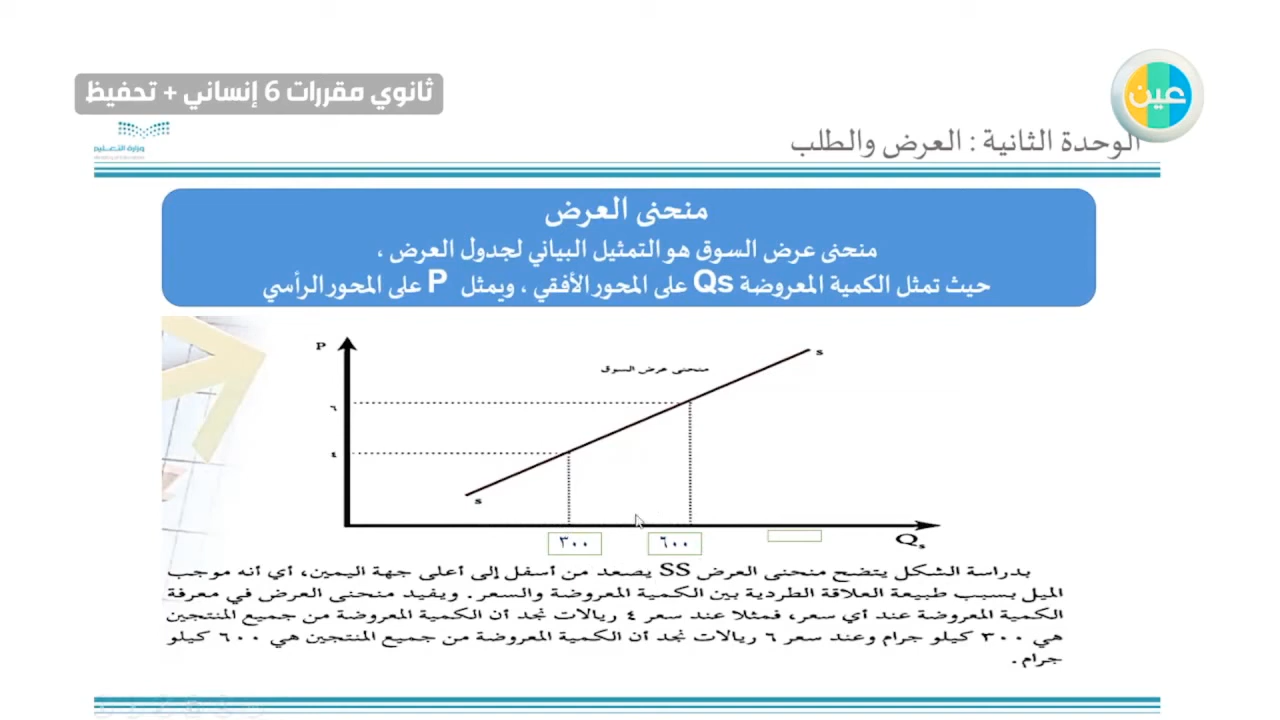 ثانوي مقررات 6 إنساني + تحفيظ
عين
وزارة التعليم
الوحدة الثانية : العرض والطلب
منحنى العرض
منحنى عرض السوق هو التمثيل البياني لجدول العرض ،
حيث تمثل الكمية المعروضة Qs على المحور الأفقي ، ويمثل P على المحور الرأسي
P
s
منحنى عرض السوق
٦
٤
s
٣٠٠
٦٠٠
Qs
بدراسة الشكل يتضح منحنى العرض SS يصعد من أسفل إلى أعلى جهة اليمين، أي أنه موجب
الميل بسبب طبيعة العلاقة الطردية بين الكمية المعروضة والسعر. ويفيد منحنى العرض في معرفة
الكمية المعروضة عند أي سعر، فمثلا عند سعر ٤ ريالات نجد أن الكمية المعروضة من جميع المنتجين
هي ٣٠٠ كيلو جرام وعند سعر ٦ ريالات نجد أن الكمية المعروضة من جميع المنتجين هي ٦٠٠ كيلو
جرام.